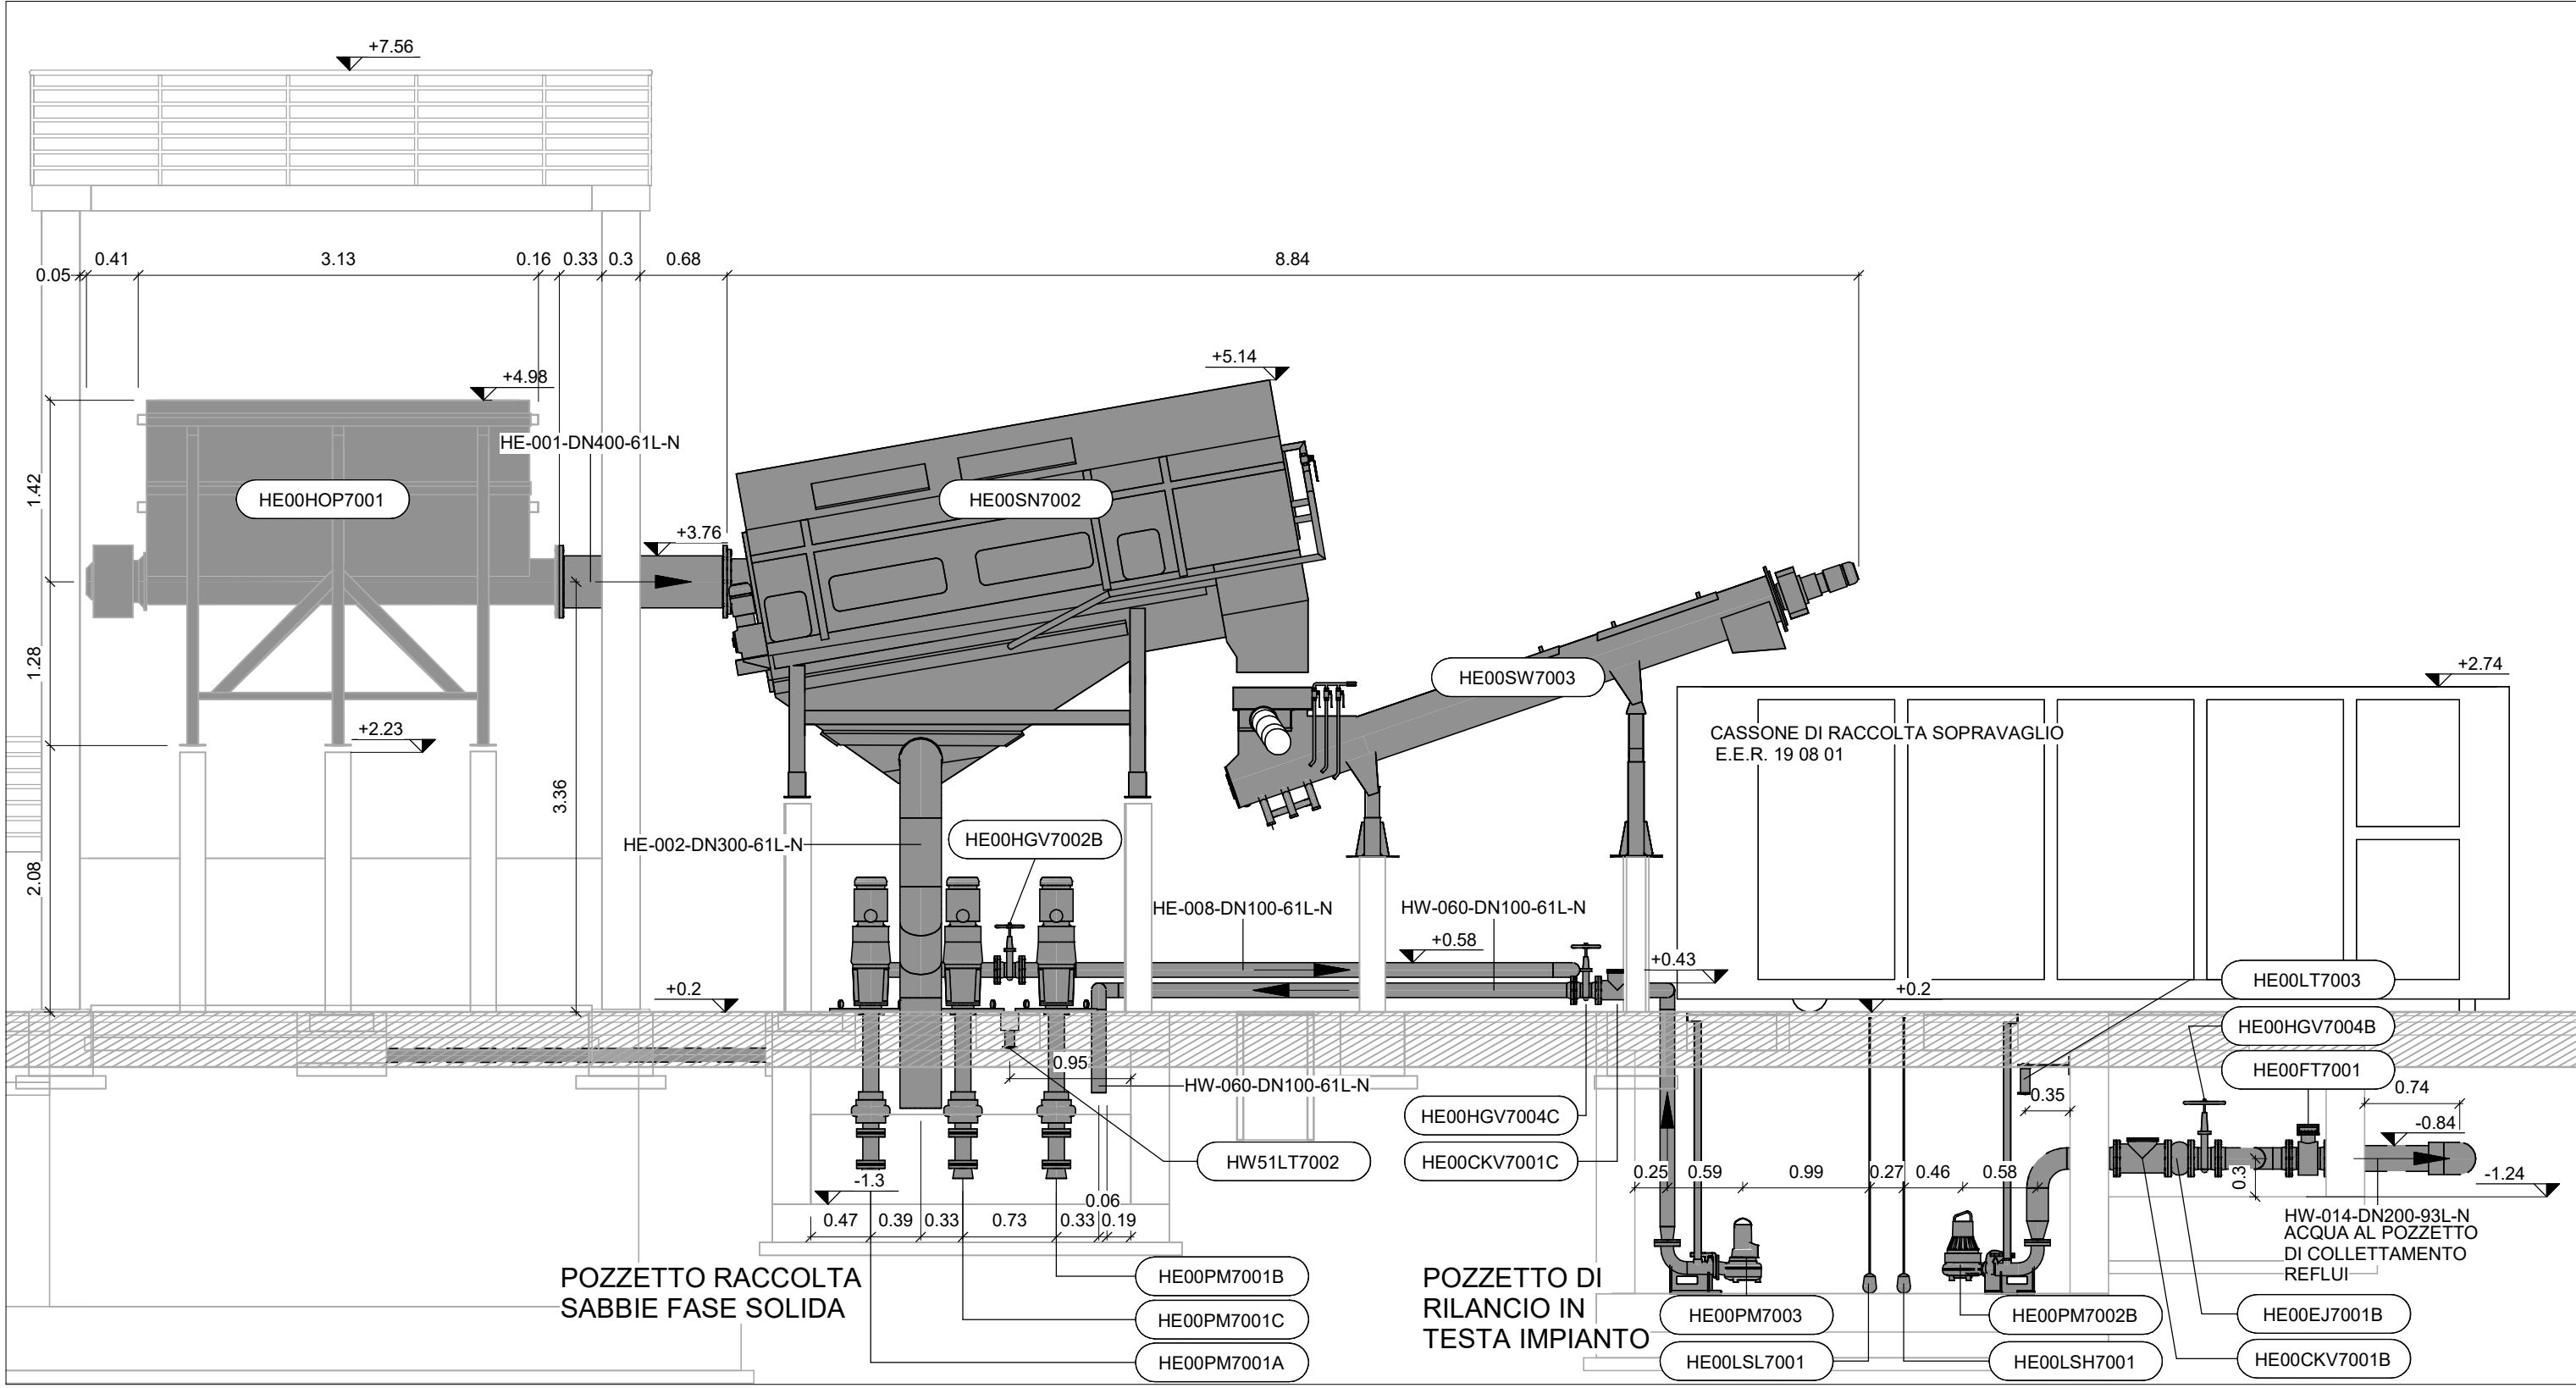 +7.56
0.05
0.41
3.13
0.16
0.33
0.3
0.68
8.84
+4.98
+5.14
HE-001-DN400-61L-N
HE00HOP7001
HE00SN7002
1.42
+3.76
1.28
+2.23
3.36
2.08
HE00SW7003
+2.74
CASSONE DI RACCOLTA SOPRAVAGLIO
E.E.R. 19 08 01
HE-002-DN300-61L-N
HE00HGV7002B
HE-008-DN100-61L-N
HW-060-DN100-61L-N
+0.58
+0.43
+0.2
+0.2
HE00LT7003
HE00HGV7004B
HE00FT7001
0.95
HW-060-DN100-61L-N
0.35
0.74
HE00HGV7004C
-0.84
HW51LT7002
HE00CKV7001C
-1.3
0.25
0.59
0.99
0.27
0.46
0.58
0.3
-1.24
0.06
0.47
0.39
0.33
0.73
0.33
0.19
HW-014-DN200-93L-N
ACQUA AL POZZETTO
DI COLLETTAMENTO
REFLUI
POZZETTO RACCOLTA
SABBIE FASE SOLIDA
HE00PM7001B
HE00PM7001C
HE00PM7001A
POZZETTO DI
RILANCIO IN
TESTA IMPIANTO
HE00PM7003
HE00PM7002B
HE00EJ7001B
HE00LSL7001
HE00LSH7001
HE00CKV7001B